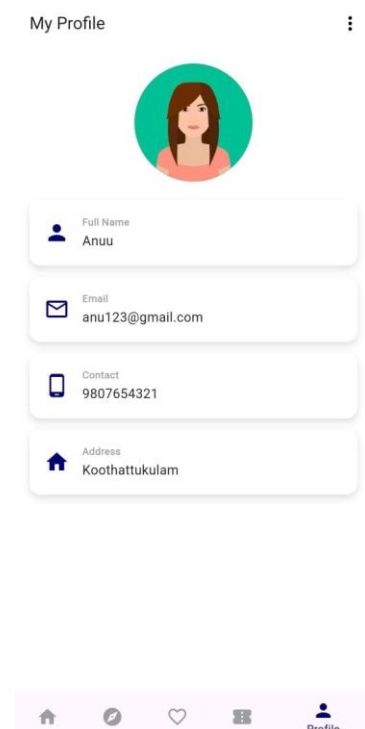 My Profile
Full Name
Anuu
Email
anu123@gmail.com
Contact
9807654321
Address
Koothattukulam
Profile